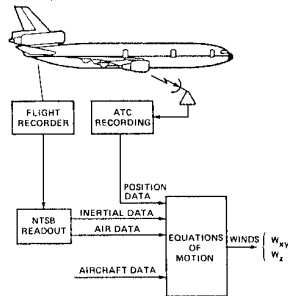 FLIGHT
RECORDER
ATC
RECORDING
POSITION
DATA
NTSB
READOUT
INERTIAL DATA
AIR DATA
EQUATIONS
OF
MOTION
WINDS { Wxy
Wz
AIRCRAFT DATA